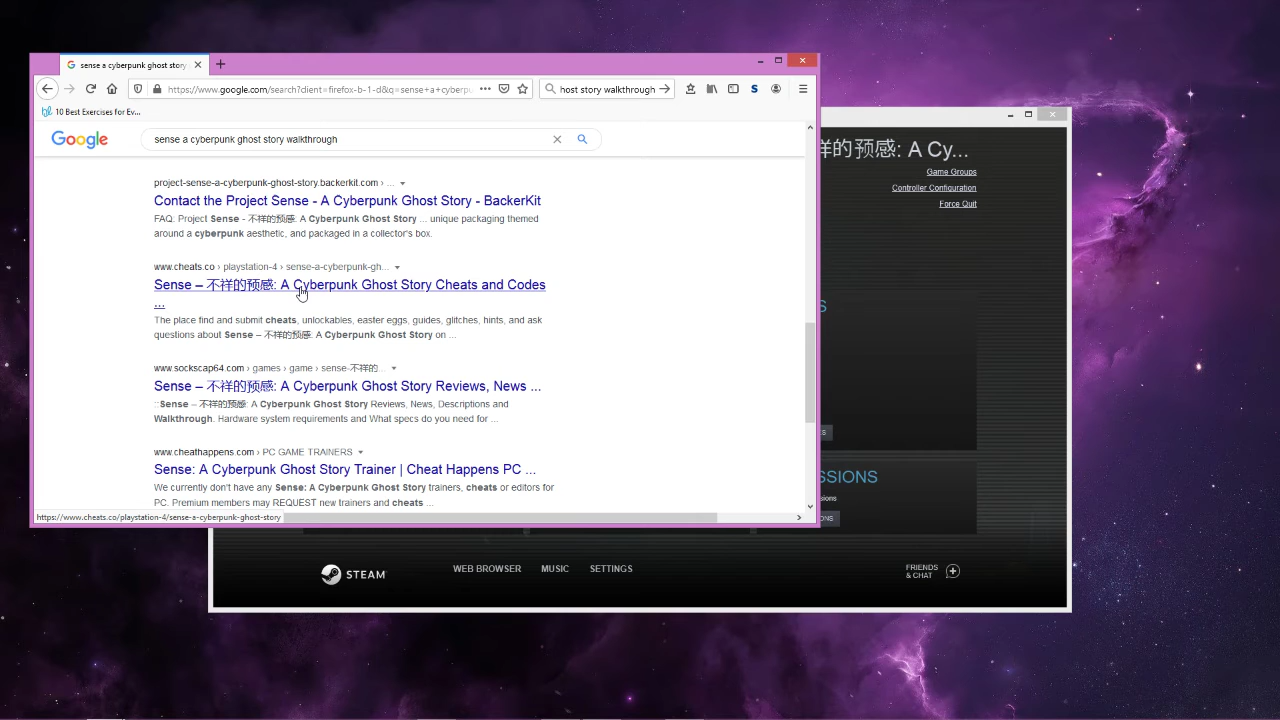 sense a cyberpunk ghost story
https://www.google.com/search?client=firefox-b-1-d&q=sense+a+cyberpu
host story walkthrough
10 Best Exercises for Ev...
Google
sense a cyberpunk ghost story walkthrough
project-sense-a-cyberpunk-ghost-story.backerkit.com › ...
Contact the Project Sense - A Cyberpunk Ghost Story - BackerKit
FAQ. Project Sense - 不祥的预感: A Cyberpunk Ghost Story ... unique packaging themed
around a cyberpunk aesthetic, and packaged in a collector's box.
www.cheats.co › playstation-4 › sense-a-cyberpunk-gh...
Sense – 不祥的预感: A Cyberpunk Ghost Story Cheats and Codes
...
The place find and submit cheats, unlockables, easter eggs, guides, glitches, hints, and ask
questions about Sense – 不祥的预感: A Cyberpunk Ghost Story on ...
www.sockscap64.com › games › game › sense-不祥的...
Sense – 不祥的预感: A Cyberpunk Ghost Story Reviews, News ...
::Sense – 不祥的预感: A Cyberpunk Ghost Story Reviews, News, Descriptions and
Walkthrough. Hardware system requirements and What specs do you need for ...
www.cheathappens.com › PC GAME TRAINERS
Sense: A Cyberpunk Ghost Story Trainer | Cheat Happens PC ...
We currently don't have any Sense: A Cyberpunk Ghost Story trainers, cheats or editors for
PC. Premium members may REQUEST new trainers and cheats ...
https://www.cheats.co/playstation-4/sense-a-cyberpunk-ghost-story
祥的预感: A Cy...
Game Groups
Controller Configuration
Force Quit
S
SSIONS
sions
ONS
STEAM
WEB BROWSER
MUSIC
SETTINGS
FRIENDS
& CHAT